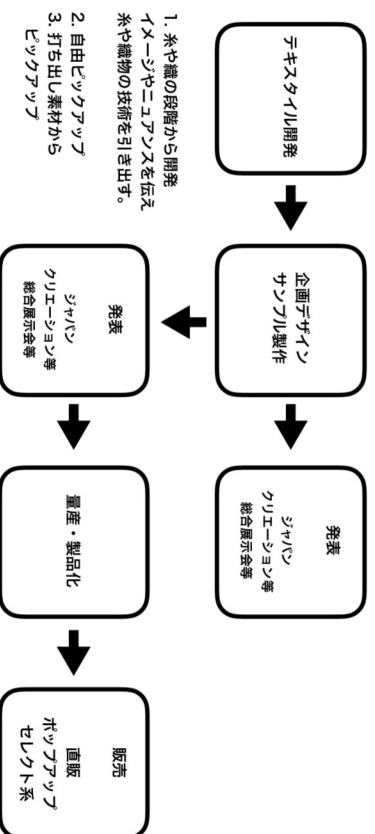 テキスタイル開発
企画デザイン
サンプル製作
発表
ジャパン
クリエーション等
総合展示会等
1. 糸や織の段階から開発
イメージやニュアンスを伝え
糸や織物の技術を引き出す。
2. 自由ピックアップ
3. 打ち出し素材から
ピックアップ
発表
ジャパン
クリエーション等
総合展示会等
量産・製品化
販売
直販
ポップアップ
セレクト系